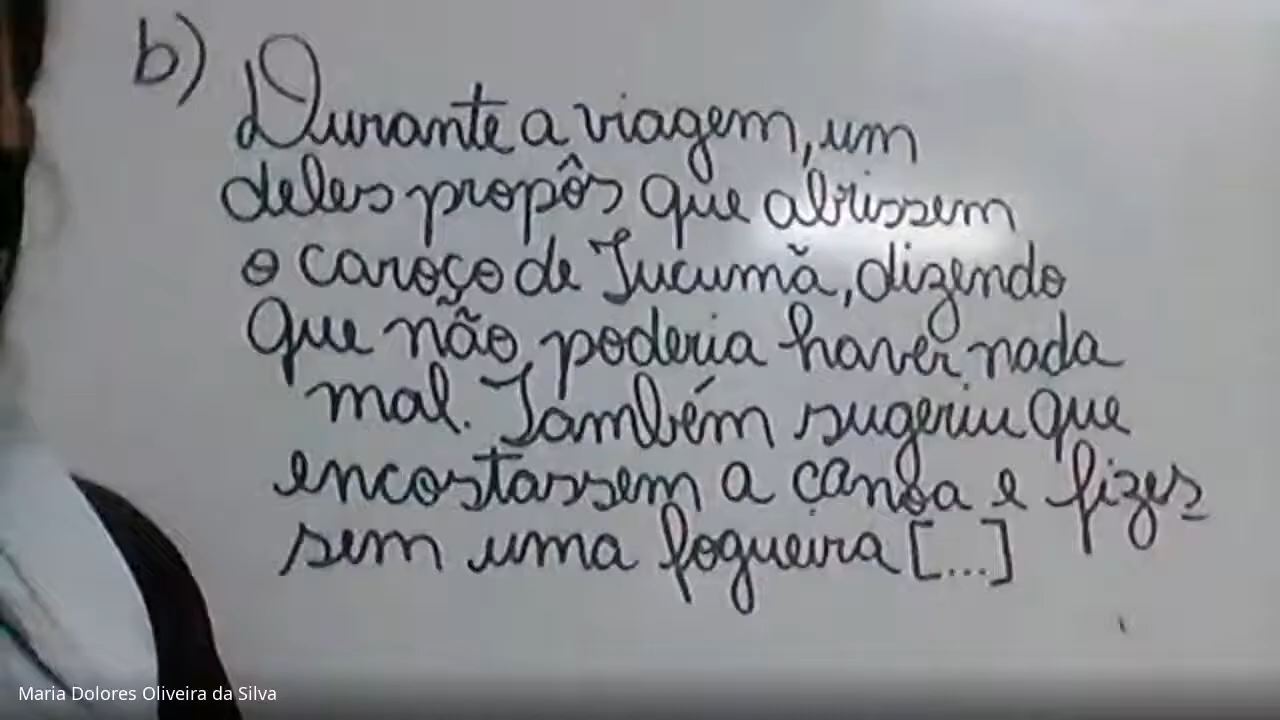 b)
Durante a viagem, um
deles propôs que abrissem
o caroço de Tucumã, dizendo
que não poderia haver nada
mal. Também sugeriu que
encostassem a canoa e fizes
sem uma fogueira [...]
Maria Dolores Oliveira da Silva